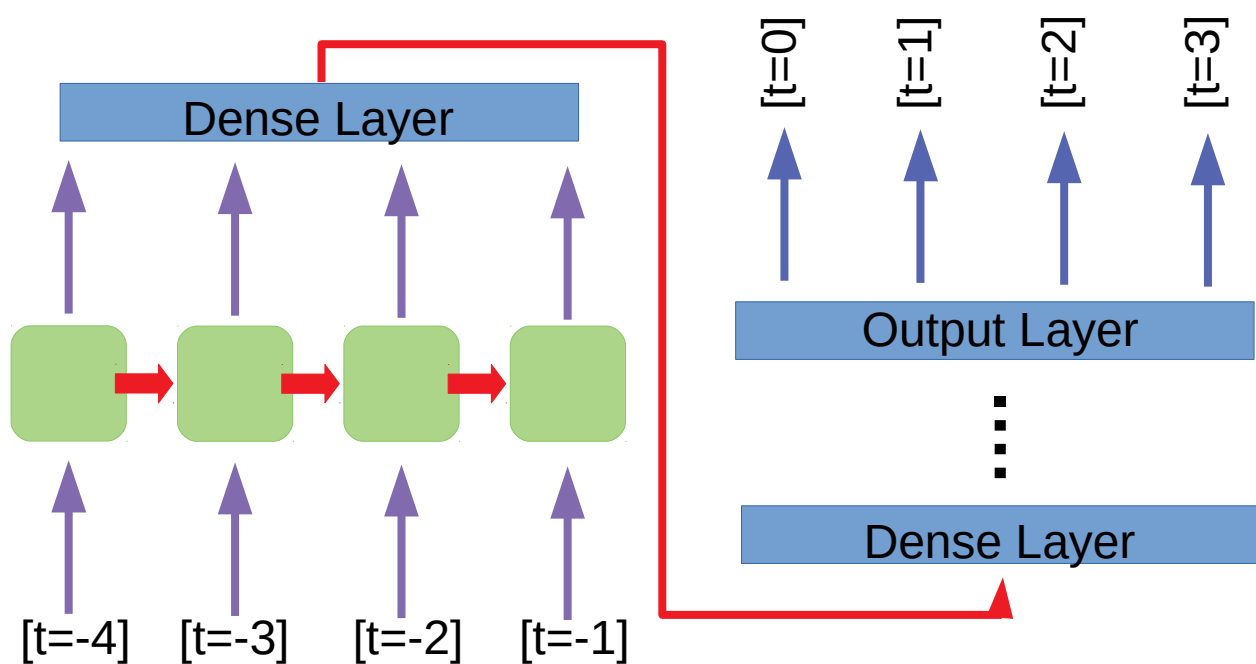 Dense Layer
[t=-4] [t=-3] [t=-2] [t=-1]
[t=0] [t=1] [t=2] [t=3]
Output Layer
Dense Layer